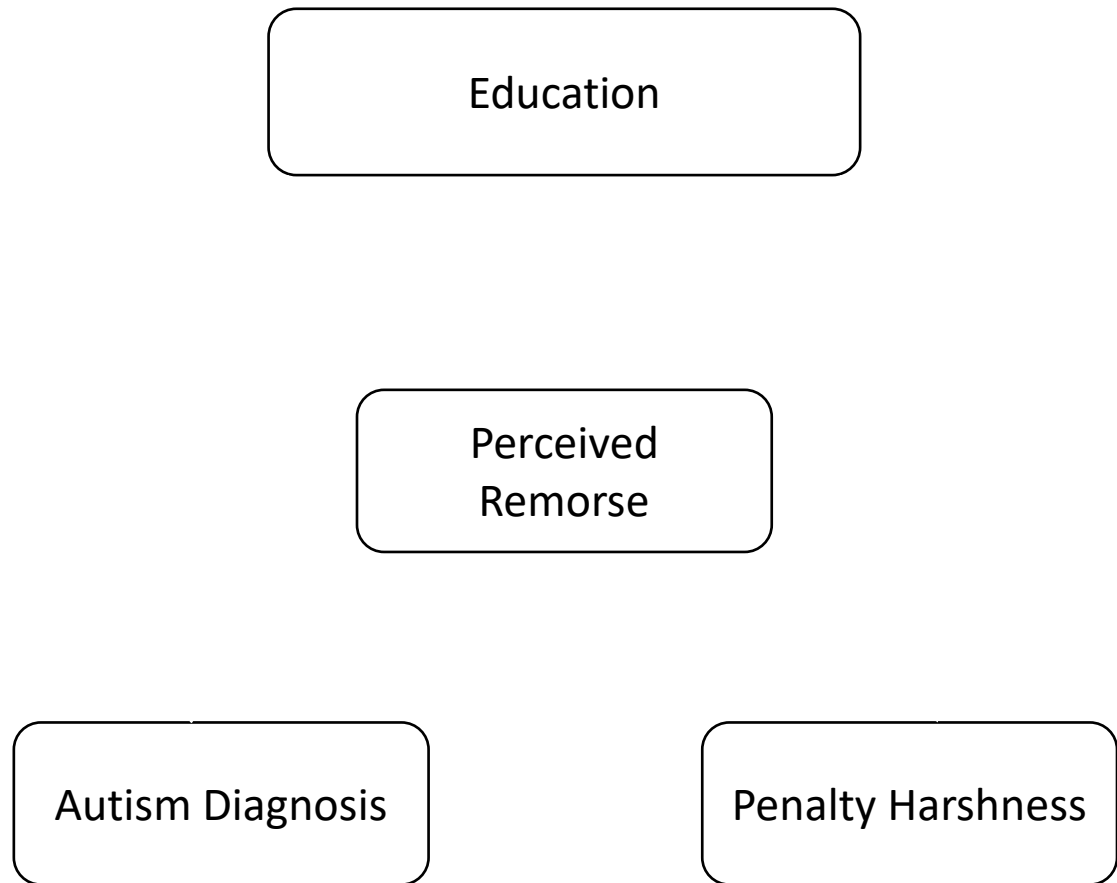 Education
Perceived
Remorse
Autism Diagnosis
Penalty Harshness